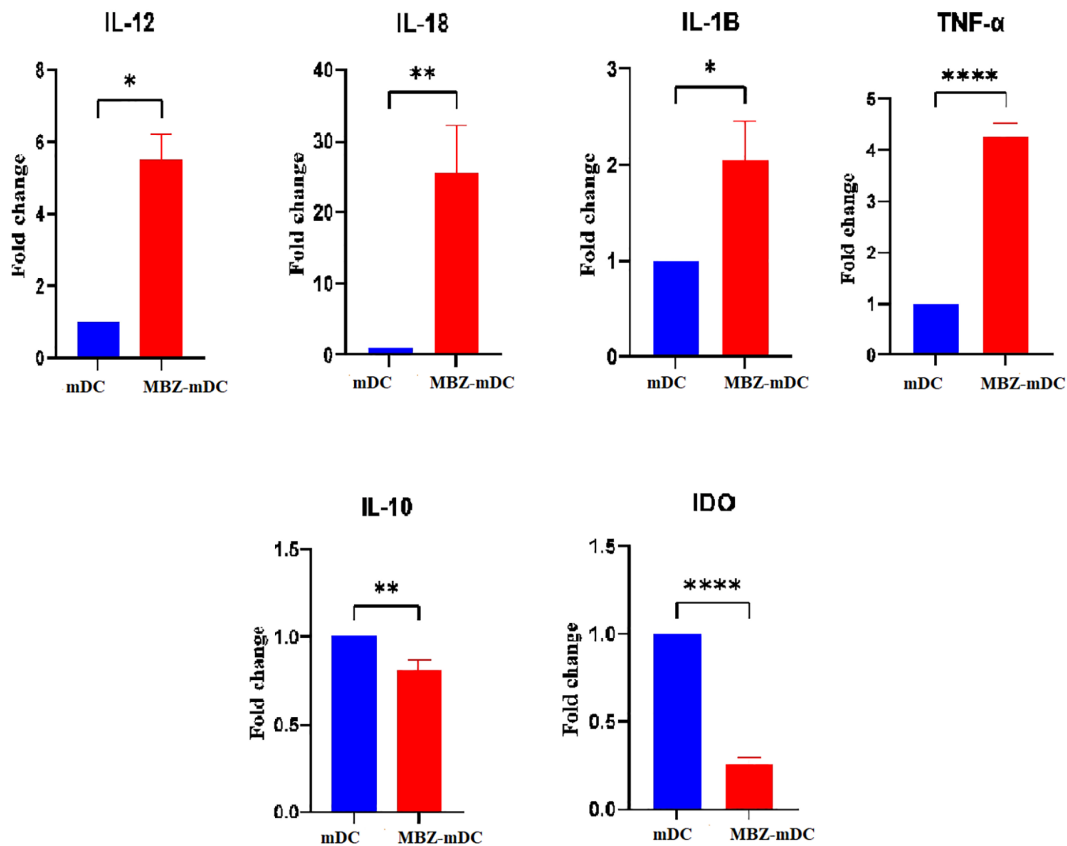 IL-12
IL-18
IL-1B
TNF-α
Fold change
8
6
4
2
0
*
mDC
MBZ-mDC
Fold change
40
30
20
10
0
**
mDC
MBZ-mDC
Fold change
3
2
1
0
*
mDC
MBZ-mDC
Fold change
5
4
3
2
1
0
****
mDC
MBZ-mDC
IL-10
IDO
Fold change
1.5
1.0
0.5
0.0
**
mDC
MBZ-mDC
Fold change
1.5
1.0
0.5
0.0
****
mDC
MBZ-mDC